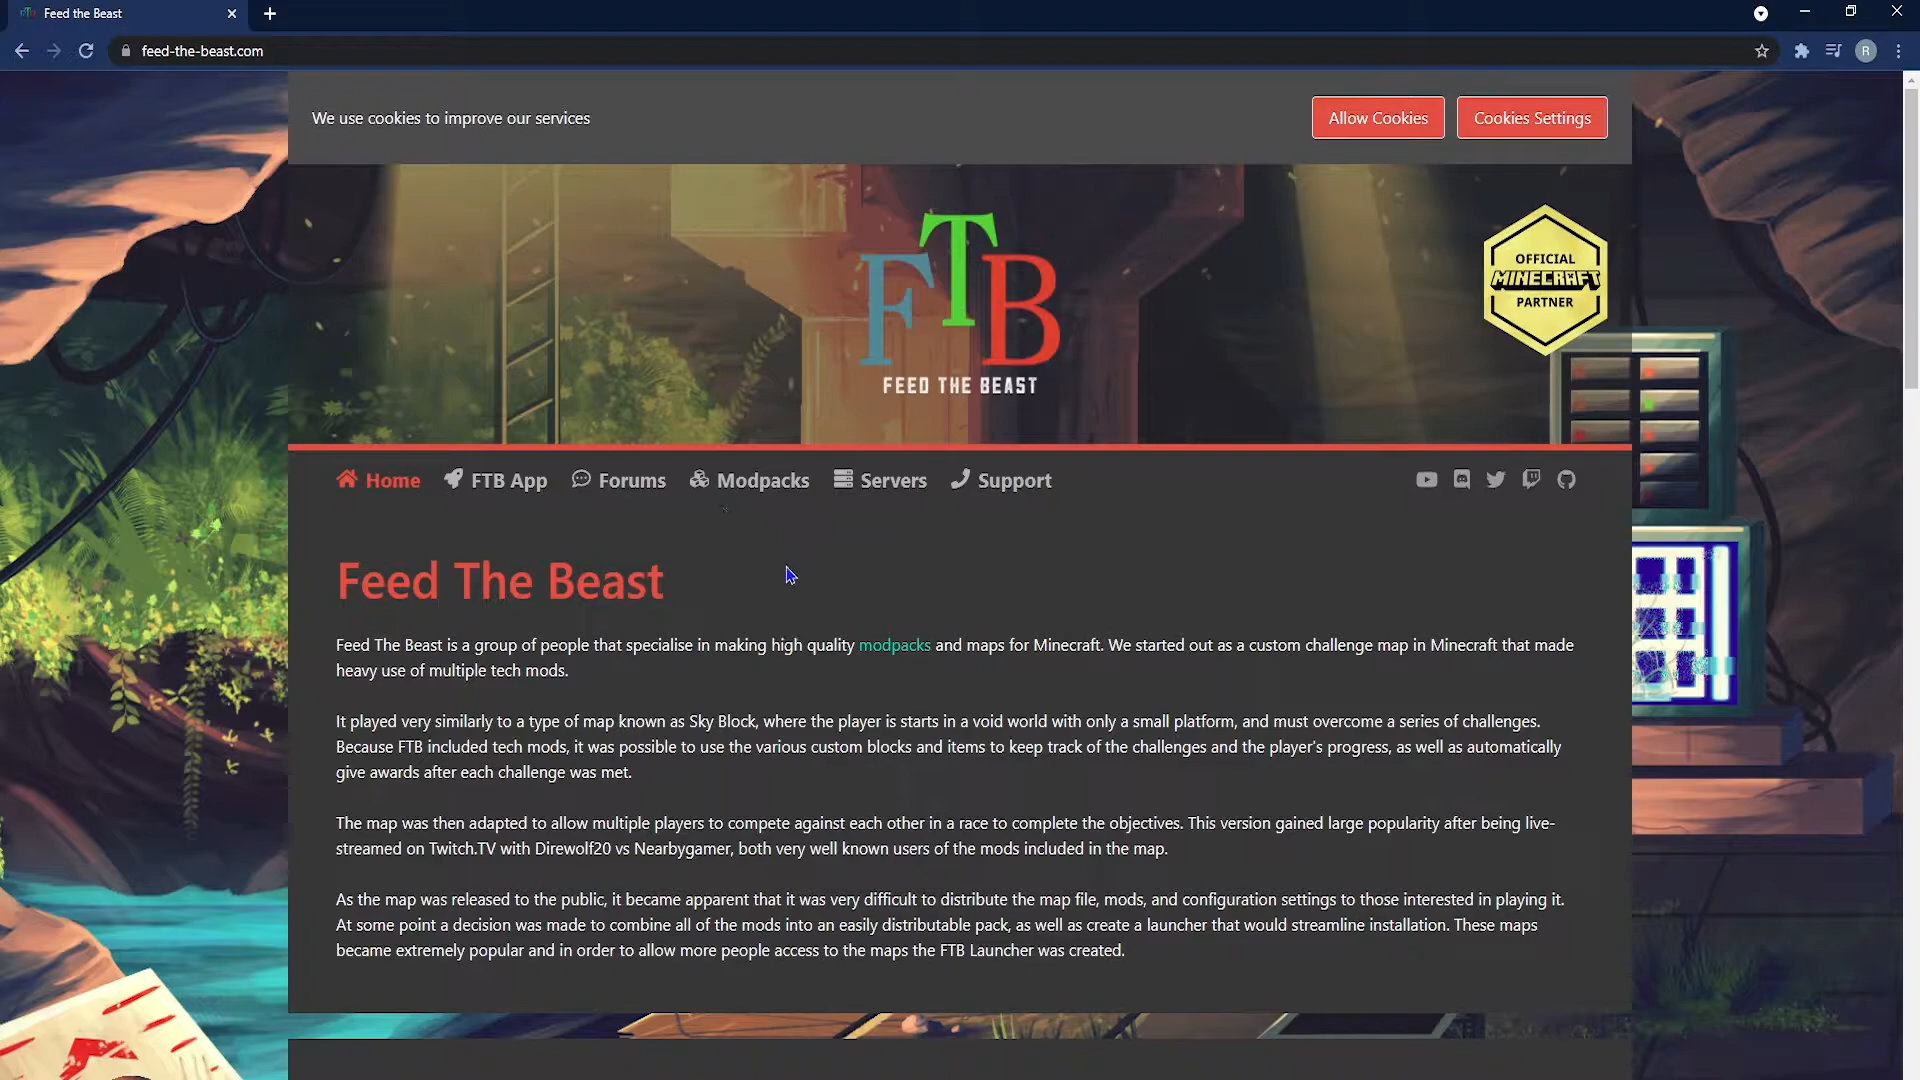 Feed the Beast
feed-the-beast.com
R
We use cookies to improve our services
Allow Cookies
Cookies Settings
FTB
FEED THE BEAST
OFFICIAL
MINECRAFT
PARTNER
Home
FTB App
Forums
Modpacks
Servers
Support
Feed The Beast
Feed The Beast is a group of people that specialise in making high quality modpacks and maps for Minecraft. We started out as a custom challenge map in Minecraft that made
heavy use of multiple tech mods.
It played very similarly to a type of map known as Sky Block, where the player is starts in a void world with only a small platform, and must overcome a series of challenges.
Because FTB included tech mods, it was possible to use the various custom blocks and items to keep track of the challenges and the player's progress, as well as automatically
give awards after each challenge was met.
The map was then adapted to allow multiple players to compete against each other in a race to complete the objectives. This version gained large popularity after being live-
streamed on Twitch.TV with Direwolf20 vs Nearbygamer, both very well known users of the mods included in the map.
As the map was released to the public, it became apparent that it was very difficult to distribute the map file, mods, and configuration settings to those interested in playing it.
At some point a decision was made to combine all of the mods into an easily distributable pack, as well as create a launcher that would streamline installation. These maps
became extremely popular and in order to allow more people access to the maps the FTB Launcher was created.